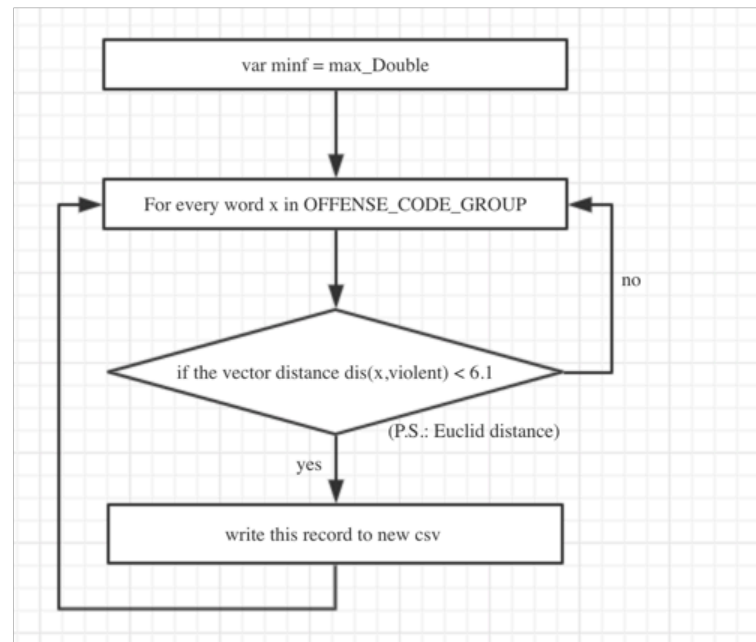 var minf = max_Double
For every word x in OFFENSE_CODE_GROUP
no
if the vector distance dis(x,violent) < 6.1
(P.S.: Euclid distance)
yes
write this record to new csv